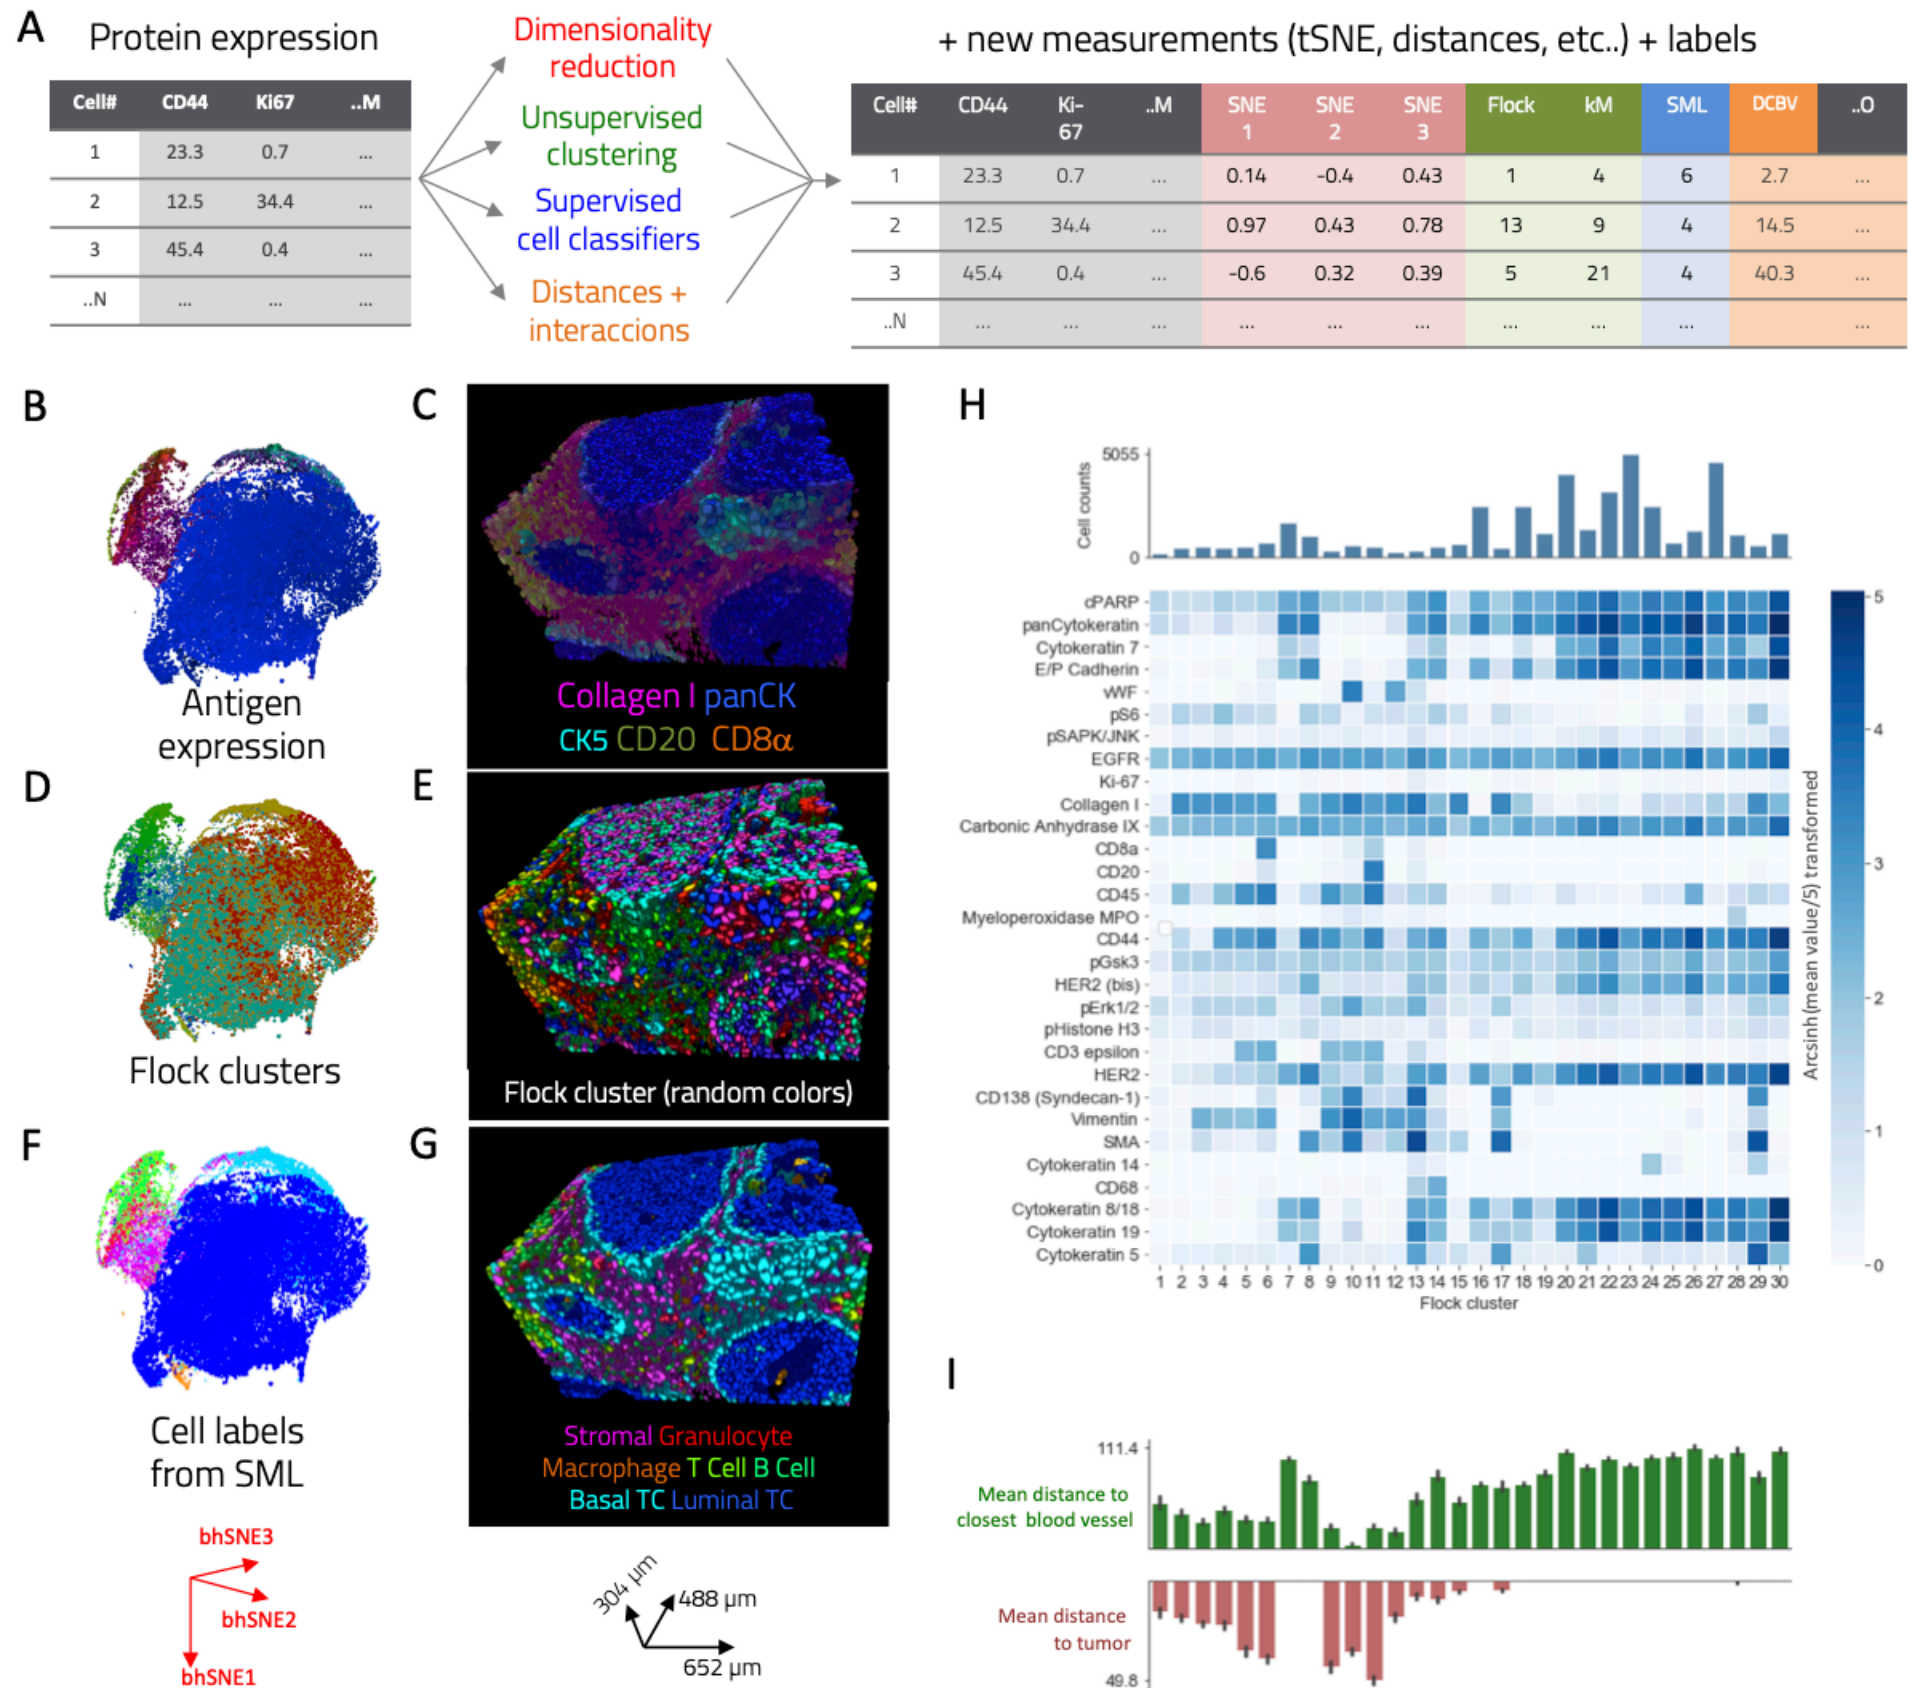 A
Protein expression
Cell# CD44 Ki67 ..M
1 23.3 0.7 ...
2 12.5 34.4 ...
3 45.4 0.4 ...
..N ... ... ...
Dimensionality
reduction
Unsupervised
clustering
Supervised
cell classifiers
Distances +
interaccions
+ new measurements (tSNE, distances, etc..) + labels
Cell# CD44 Ki-67 ..M SNE 1 SNE 2 SNE 3 Flock kM SML DCBV ..O
1 23.3 0.7 ... 0.14 -0.4 0.43 1 4 6 2.7 ...
2 12.5 34.4 ... 0.97 0.43 0.78 13 9 4 14.5 ...
3 45.4 0.4 ... -0.6 0.32 0.39 5 21 4 40.3 ...
..N ... ... ... ... ... ... ... ... ... ...
B
Antigen
expression
C
Collagen I panCK
CK5 CD20 CD8α
D
Flock clusters
E
Flock cluster (random colors)
F
Cell labels
from SML
bhSNE3
bhSNE2
bhSNE1
G
Stromal Granulocyte
Macrophage T Cell B Cell
Basal TC Luminal TC
304 µm
488 µm
652 µm
H
Cell counts
5055
0
cPARP
panCytokeratin
Cytokeratin 7
E/P Cadherin
vWF
pS6
pSAPK/JNK
EGFR
Ki-67
Collagen I
Carbonic Anhydrase IX
CD8a
CD20
CD45
Myeloperoxidase MPO
CD44
pGsk3
HER2 (bis)
pErk1/2
pHistone H3
CD3 epsilon
HER2
CD138 (Syndecan-1)
Vimentin
SMA
Cytokeratin 14
CD68
Cytokeratin 8/18
Cytokeratin 19
Cytokeratin 5
1 2 3 4 5 6 7 8 9 10 11 12 13 14 15 16 17 18 19 20 21 22 23 24 25 26 27 28 29 30
Flock cluster
5
4
3
2
1
0
Arcsinh(mean value/5) transformed
I
111.4
Mean distance to
closest blood vessel
Mean distance
to tumor
49.8